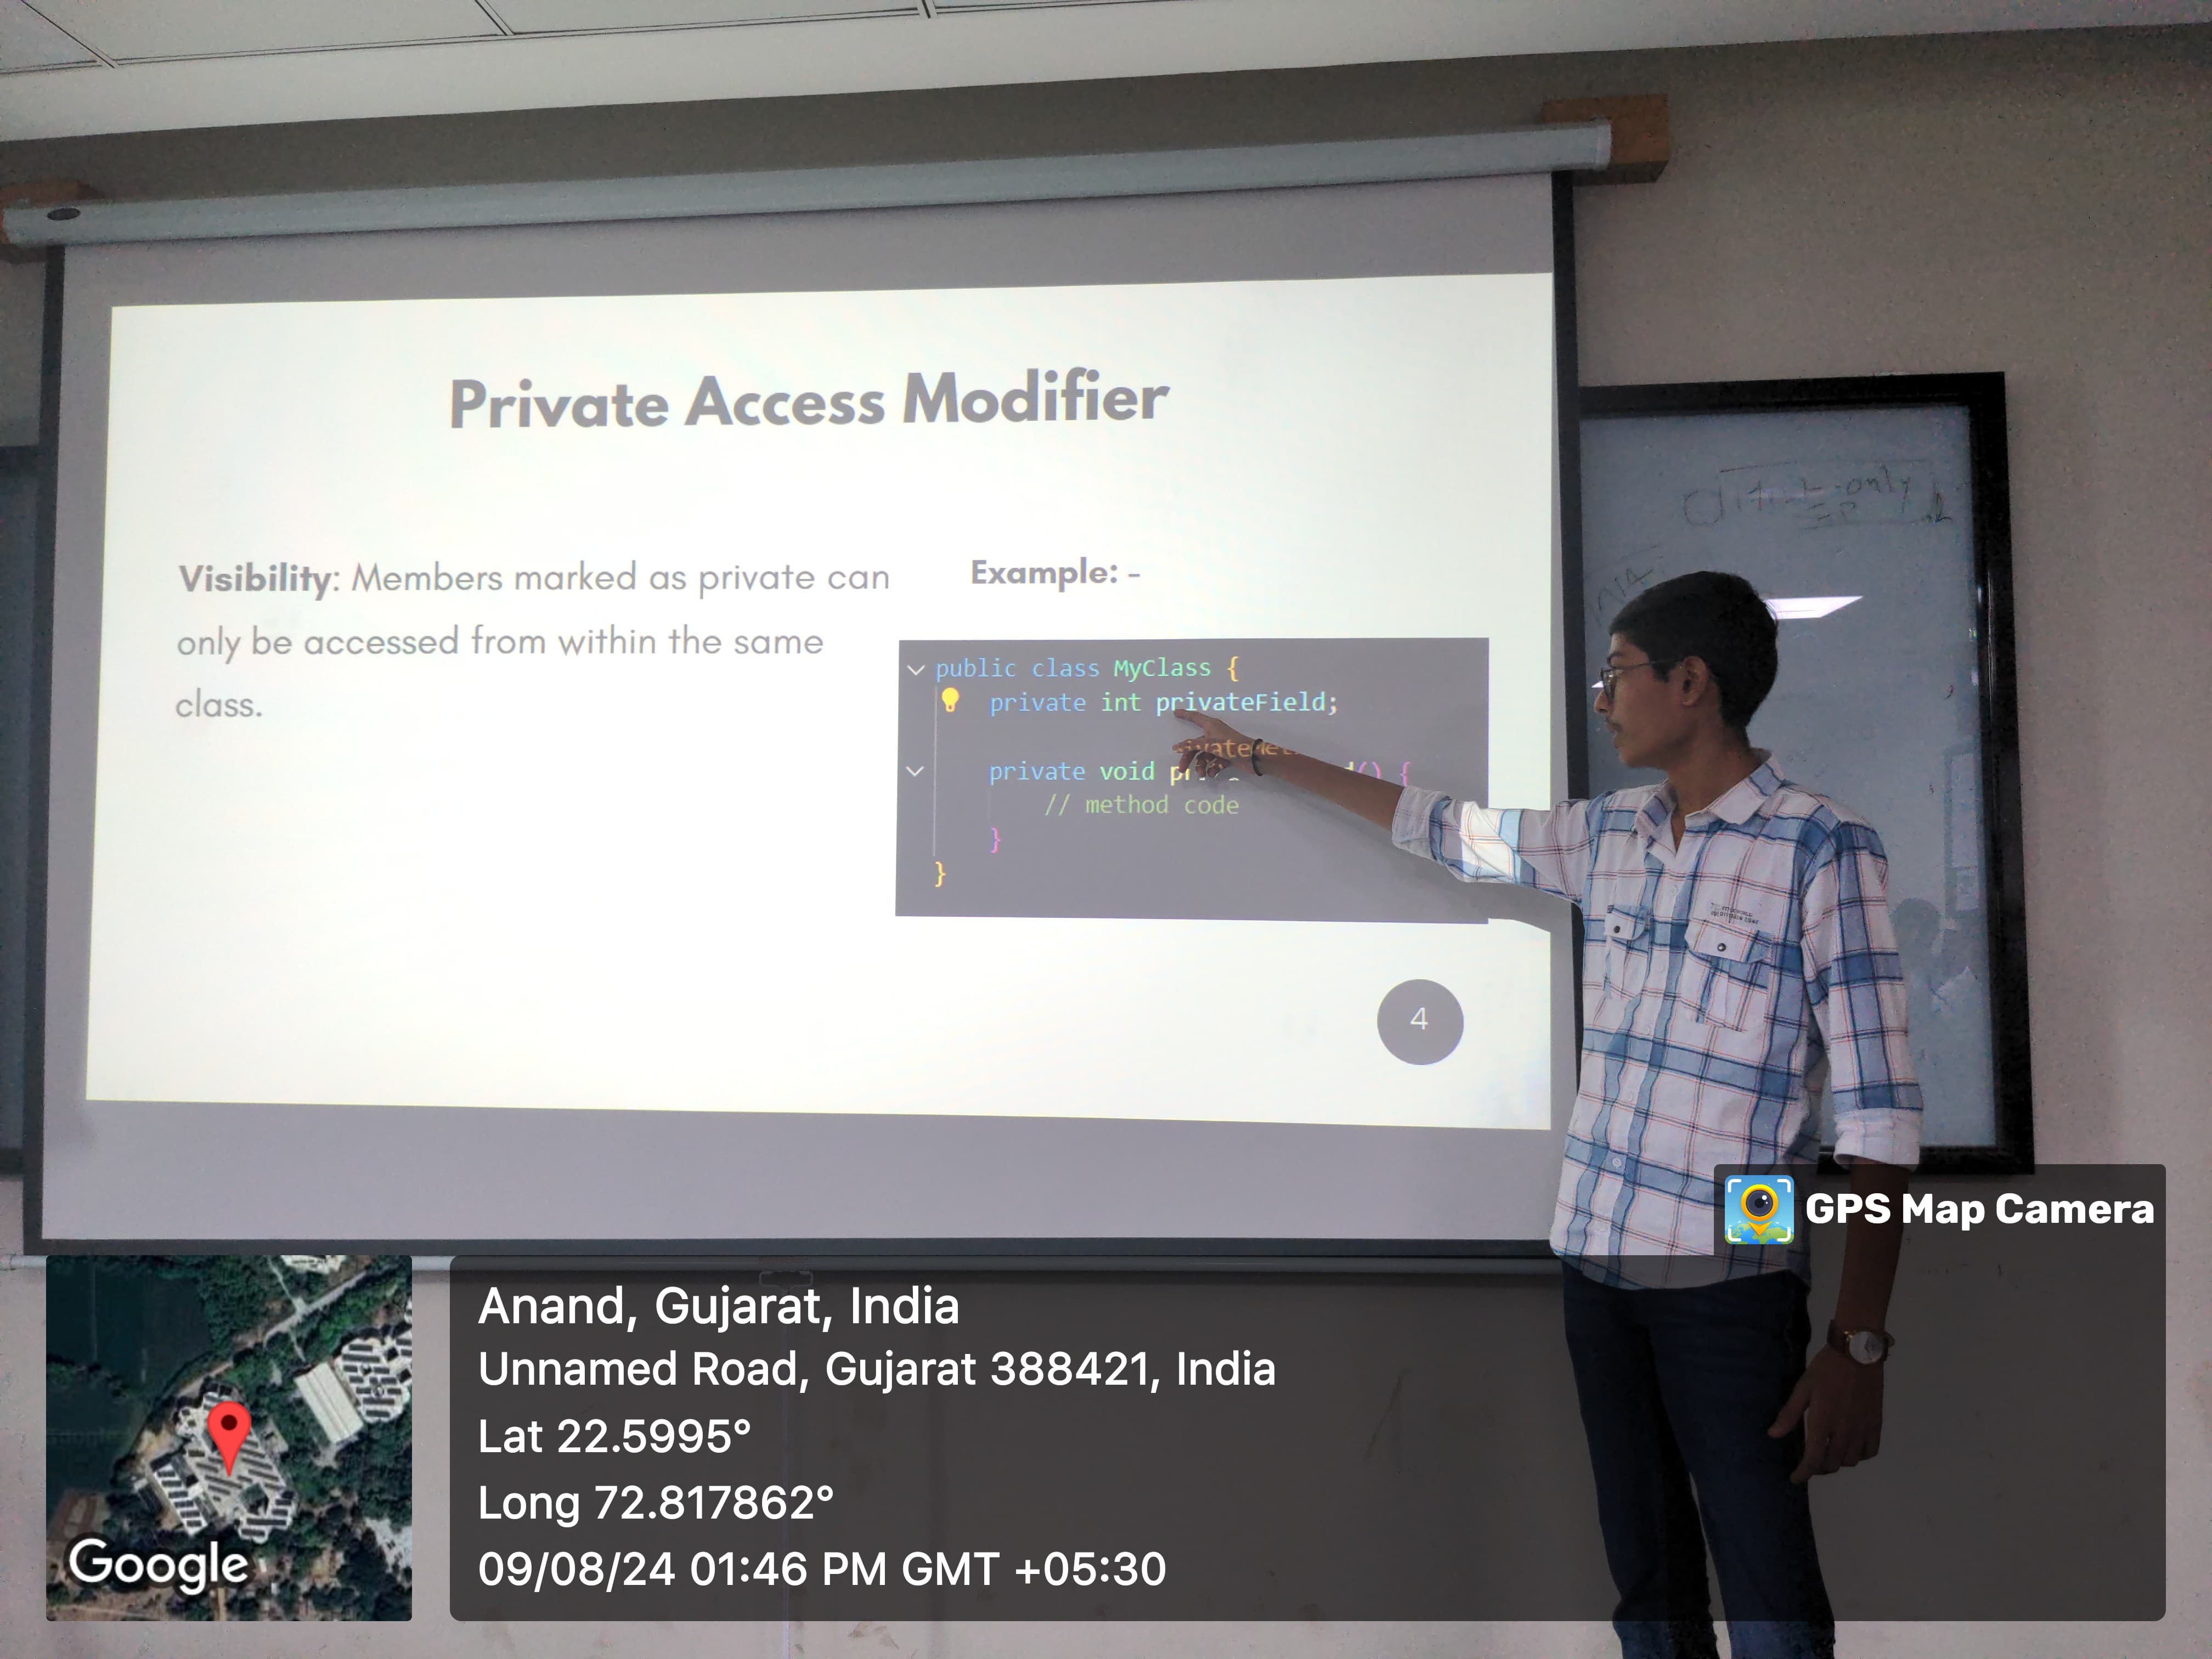 Private Access Modifier
Visibility: Members marked as private can
only be accessed from within the same
class.
Example: -
public class MyClass {
private int privateField;
private void
() {
// method code
}
}
4
only
GPS Map Camera
Google
Anand, Gujarat, India
Unnamed Road, Gujarat 388421, India
Lat 22.5995°
Long 72.817862°
09/08/24 01:46 PM GMT +05:30